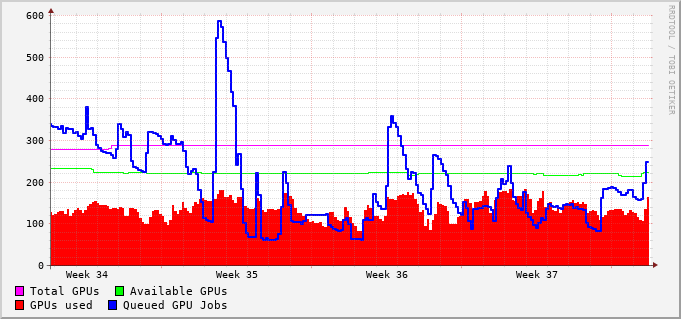 600
500
400
300
200
100
0
Week 34 Week 35 Week 36 Week 37
Total GPUs Available GPUs
GPUs used Queued GPU Jobs
RRDTOOL / TOBI OETIKER